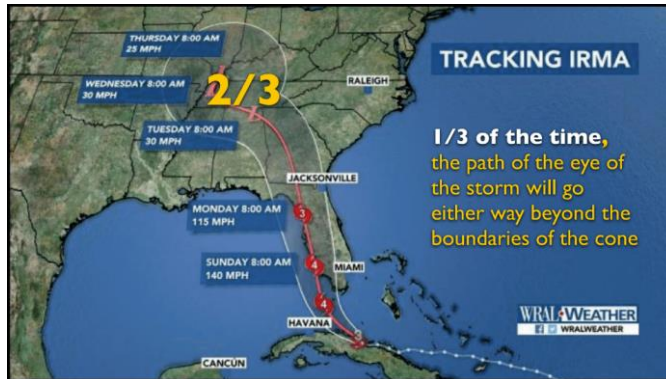 THURSDAY 8:00 AM
25 MPH
TRACKING IRMA
WEDNESDAY 8:00 AM
30 MPH
2/3
RALEIGH
TUESDAY 8:00 AM
30 MPH
1/3 of the time,
the path of the eye of
the storm will go
either way beyond the
boundaries of the cone
JACKSONVILLE
MONDAY 8:00 AM
115 MPH
3
SUNDAY 8:00 AM
140 MPH
4
MIAMI
4
HAVANA
3
WRAL WEATHER
WRALWEATHER
CANCÚN